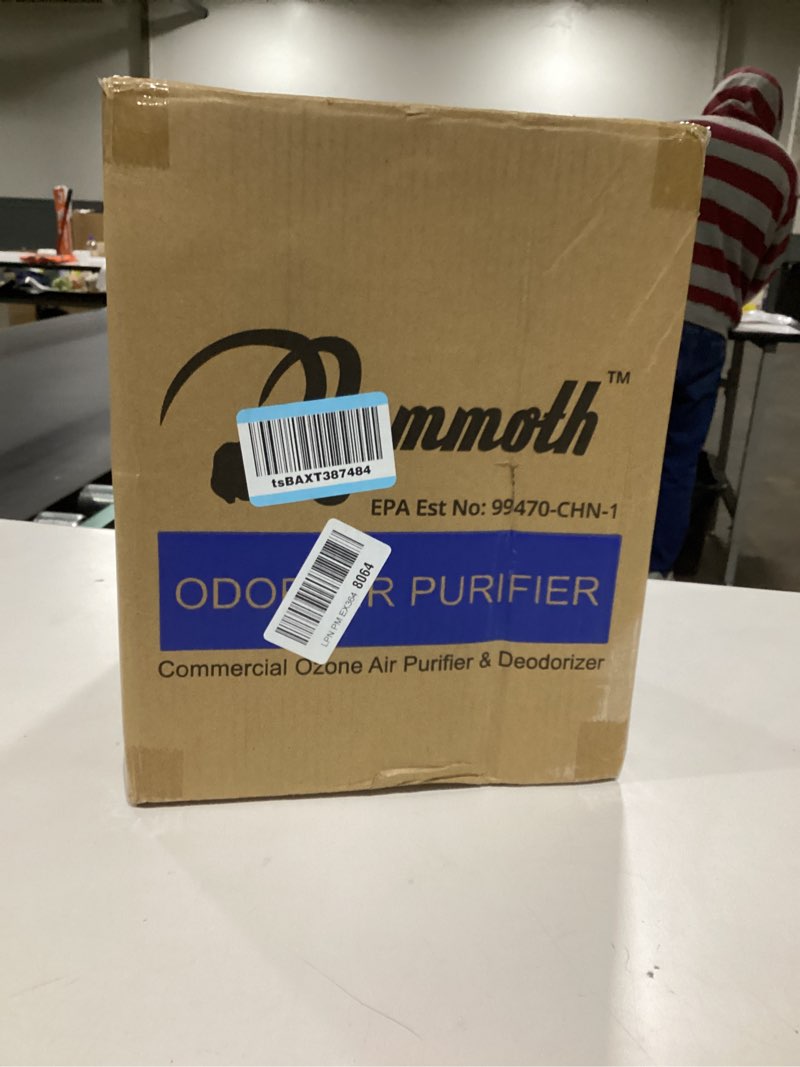 mmoth™
tsBAXT387484
EPA Est No: 99470-CHN-1
ODO R PURIFIER
LPN PM EX364 8064
Commercial Ozone Air Purifier & Deodorizer